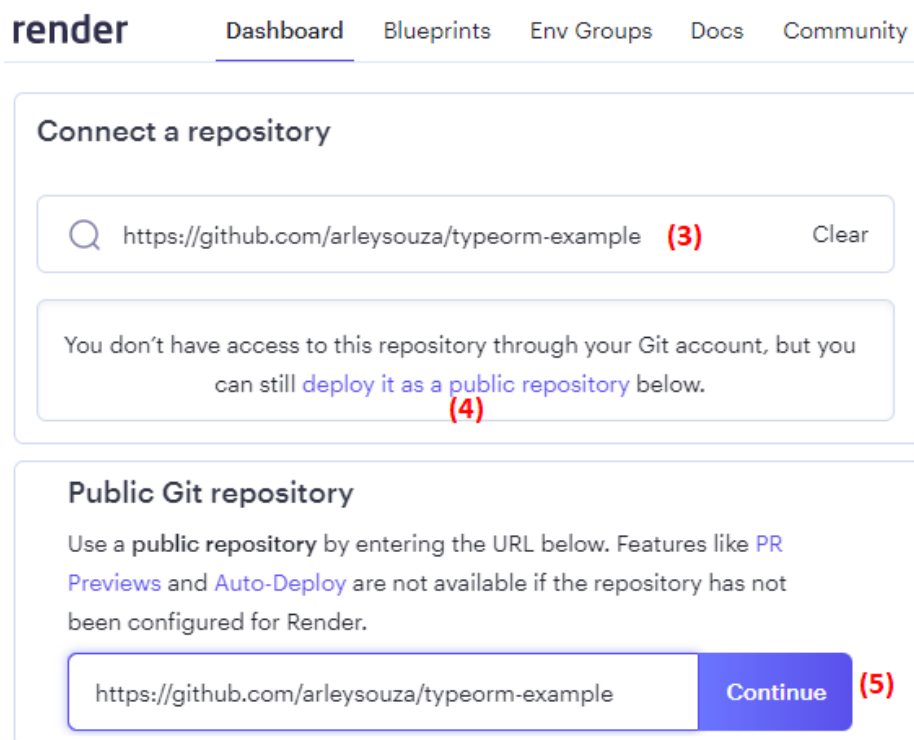 render Dashboard Blueprints Env Groups Docs Community
Connect a repository
https://github.com/arleysouza/typeorm-example (3) Clear
You don’t have access to this repository through your Git account, but you
can still deploy it as a public repository below.
(4)
Public Git repository
Use a public repository by entering the URL below. Features like PR
Previews and Auto-Deploy are not available if the repository has not
been configured for Render.
https://github.com/arleysouza/typeorm-example Continue (5)